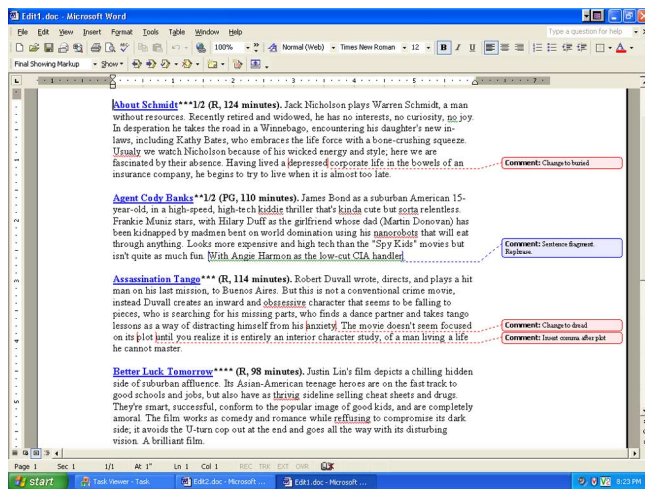 Edit1.doc - Microsoft Word
File Edit View Insert Format Tools Table Window Help
Type a question for help
100% Normal (Web) Times New Roman 12 B I U
Final Showing Markup Show
About Schmidt***1/2 (R, 124 minutes). Jack Nicholson plays Warren Schmidt, a man
without resources. Recently retired and widowed, he has no interests, no curiosity, no joy.
In desperation he takes the road in a Winnebago, encountering his daughter's new in-
laws, including Kathy Bates, who embraces the life force with a bone-crushing squeeze.
Usualy we watch Nicholson because of his wicked energy and style; here we are
fascinated by their absence. Having lived a depressed corporate life in the bowels of an
insurance company, he begins to try to live when it is almost too late.
Comment: Change to buried
Agent Cody Banks**1/2 (PG, 110 minutes). James Bond as a suburban American 15-
year-old, in a high-speed, high-tech kiddie thriller that's kinda cute but sorta relentless.
Frankie Muniz stars, with Hilary Duff as the girlfriend whose dad (Martin Donovan) has
been kidnapped by madmen bent on world domination using his nanorobots that will eat
through anything. Looks more expensive and high tech than the "Spy Kids" movies but
isn't quite as much fun. With Angie Harmon as the low-cut CIA handler.
Comment: Sentence fragment.
Rephrase.
Assassination Tango*** (R, 114 minutes). Robert Duvall wrote, directs, and plays a hit
man on his last mission, to Buenos Aires. But this is not a conventional crime movie,
instead Duvall creates an inward and obssessive character that seems to be falling to
pieces, who is searching for his missing parts, who finds a dance partner and takes tango
lessons as a way of distracting himself from his anxiety. The movie doesn't seem focused
on its plot until you realize it is entirely an interior character study, of a man living a life
he cannot master.
Comment: Change to dread
Comment: Insert comma after plot
Better Luck Tomorrow**** (R, 98 minutes). Justin Lin's film depicts a chilling hidden
side of suburban affluence. Its Asian-American teenage heroes are on the fast track to
good schools and jobs, but also have as thrivig sideline selling cheat sheets and drugs.
They're smart, successful, conform to the popular image of good kids, and are completely
amoral. The film works as comedy and romance while reffusing to compromise its dark
side; it avoids the U-turn cop out at the end and goes all the way with its disturbing
vision. A brilliant film.
Page 1 Sec 1 1/1 At 1" Ln 1 Col 1 REC TRK EXT OVR
start Task Viewer - Task Edit2.doc - Microsoft ... Edit1.doc - Microsoft ... 8:23 PM